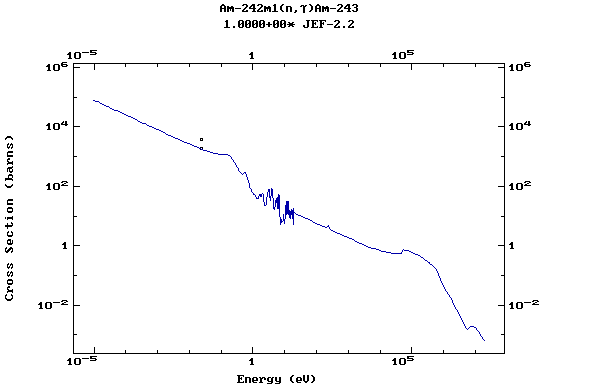 Am-242m1(n,γ)Am-243
1.0000+00* JEF-2.2
10⁻⁵ 1 10⁵
10⁶ 10⁶
10⁴ 10⁴
10² 10²
1 1
10⁻² 10⁻²
10⁻⁵ 1 10⁵
Cross Section (barns)
Energy (eV)